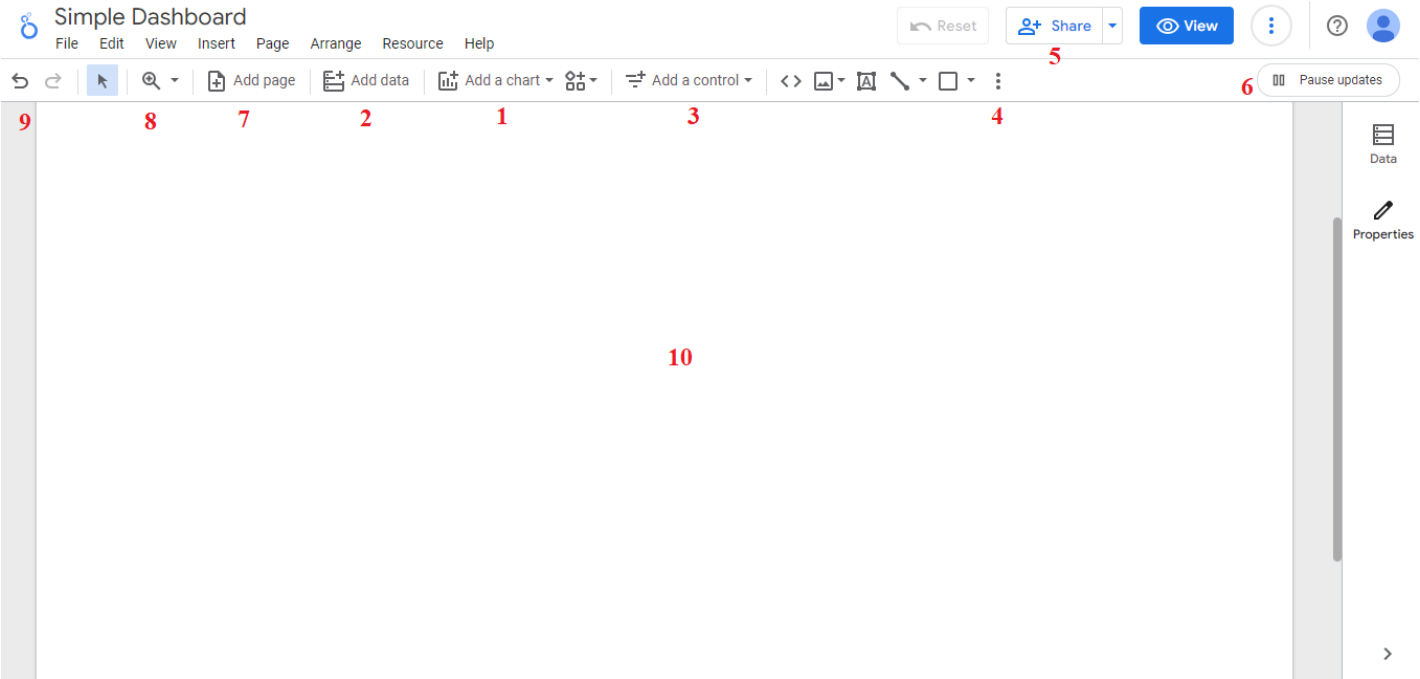 Simple Dashboard
File Edit View Insert Page Arrange Resource Help
Reset Share View
5
Add page Add data Add a chart Add a control A Pause updates
6
9 8 7 2 1 3 4
Data
Properties
10